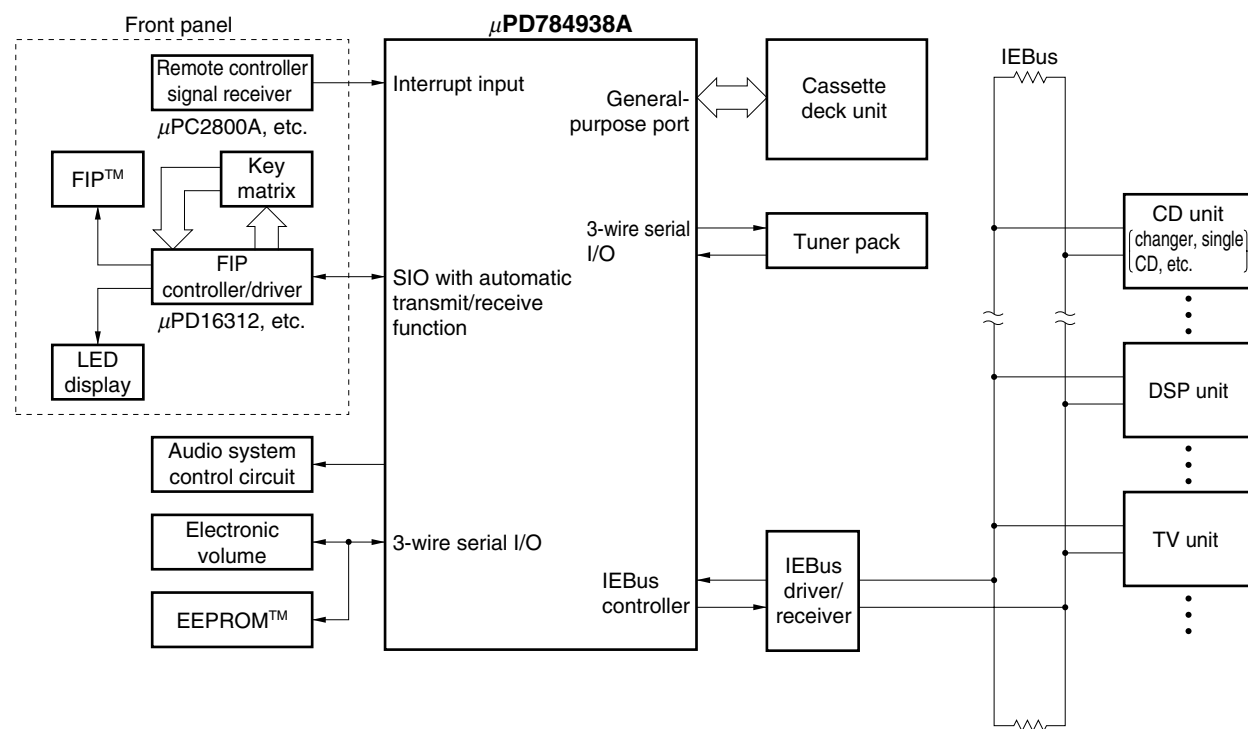 Front panel
μPD784938A
Remote controller
signal receiver
μPC2800A, etc.
FIP™
Key
matrix
FIP
controller/driver
μPD16312, etc.
LED
display
Audio system
control circuit
Electronic
volume
EEPROM™
Interrupt input
SIO with automatic
transmit/receive
function
3-wire serial I/O
General-
purpose port
3-wire serial
I/O
IEBus
controller
Cassette
deck unit
Tuner pack
IEBus
driver/
receiver
IEBus
CD unit
changer, single
CD, etc.
DSP unit
TV unit